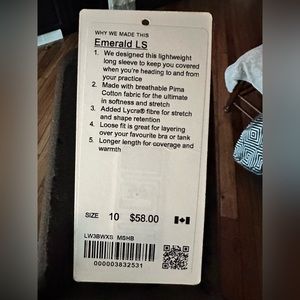 WHY WE MADE THIS
Emerald LS
1. We designed this lightweight
long sleeve to keep you covered
when you're heading to and from
your practice
2. Made with breathable Pima
Cotton fabric for the ultimate
in softness and stretch
3. Added Lycra® fibre for stretch
and shape retention
4. Loose fit is great for layering
over your favourite bra or tank
5. Longer length for coverage and
warmth
SIZE 10 $58.00
LW3BWXS MSHB
000003832531